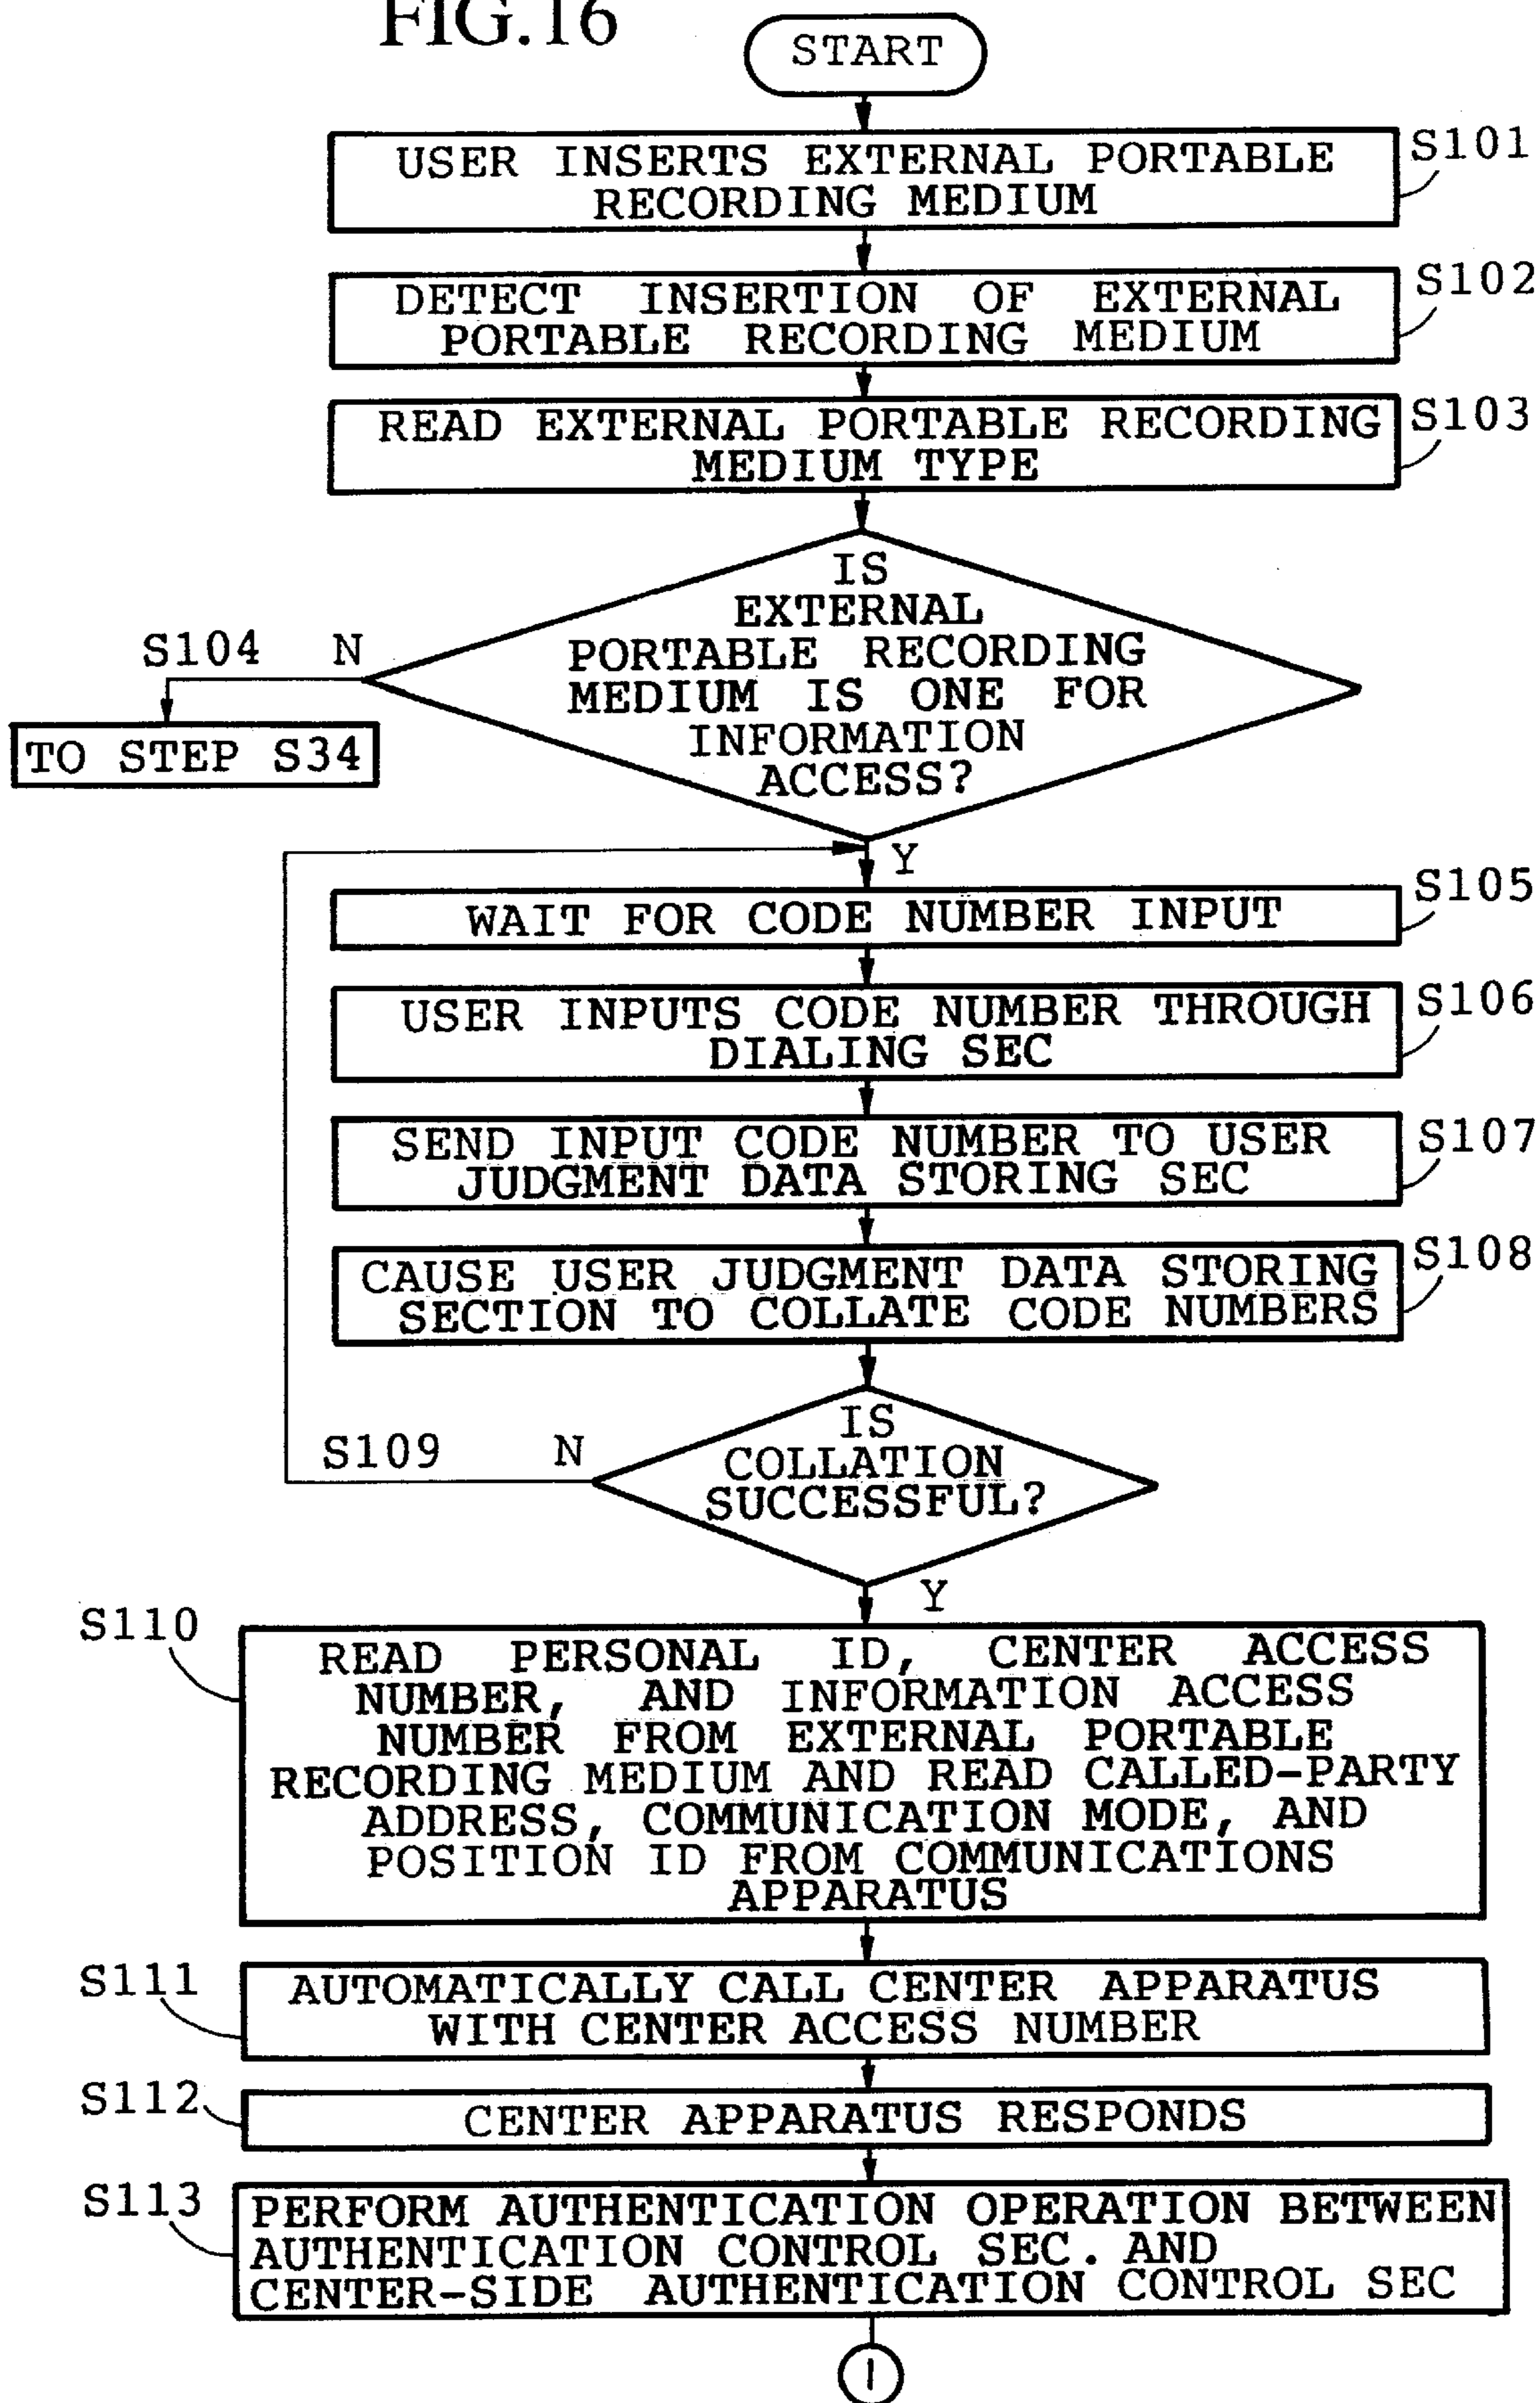 FIG.16
START
USER INSERTS EXTERNAL PORTABLE
RECORDING MEDIUM
S101
DETECT INSERTION OF EXTERNAL
PORTABLE RECORDING MEDIUM
S102
READ EXTERNAL PORTABLE RECORDING
MEDIUM TYPE
S103
IS
EXTERNAL
PORTABLE RECORDING
MEDIUM IS ONE FOR
INFORMATION
ACCESS?
S104 N
TO STEP S34
Y
WAIT FOR CODE NUMBER INPUT
S105
USER INPUTS CODE NUMBER THROUGH
DIALING SEC
S106
SEND INPUT CODE NUMBER TO USER
JUDGMENT DATA STORING SEC
S107
CAUSE USER JUDGMENT DATA STORING
SECTION TO COLLATE CODE NUMBERS
S108
IS
COLLATION
SUCCESSFUL?
S109 N
Y
S110
READ PERSONAL ID, CENTER ACCESS
NUMBER, AND INFORMATION ACCESS
NUMBER FROM EXTERNAL PORTABLE
RECORDING MEDIUM AND READ CALLED-PARTY
ADDRESS, COMMUNICATION MODE, AND
POSITION ID FROM COMMUNICATIONS
APPARATUS
S111
AUTOMATICALLY CALL CENTER APPARATUS
WITH CENTER ACCESS NUMBER
S112
CENTER APPARATUS RESPONDS
S113
PERFORM AUTHENTICATION OPERATION BETWEEN
AUTHENTICATION CONTROL SEC. AND
CENTER-SIDE AUTHENTICATION CONTROL SEC
1